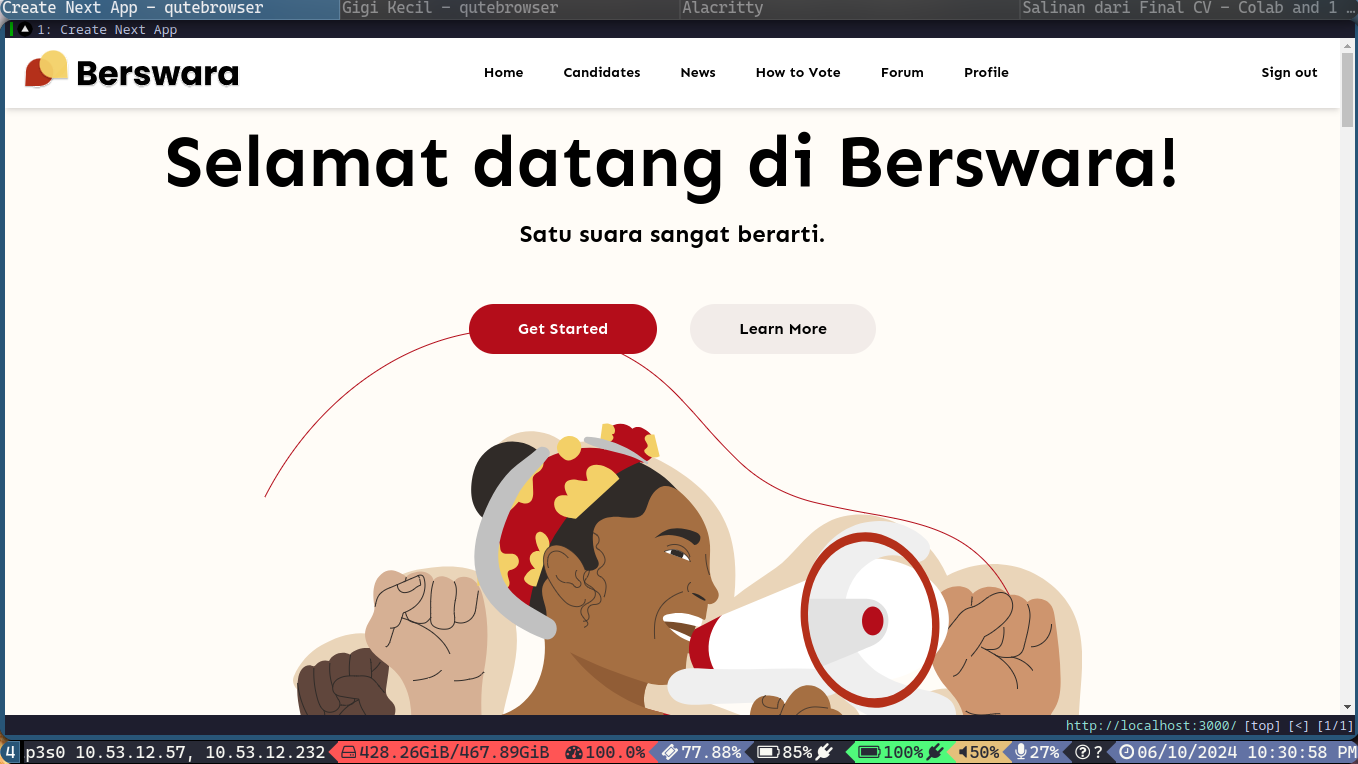 Create Next App - qutebrowser
Gigi Kecil - qutebrowser
Alacritty
Salinan dari Final CV - Colab and 1 …
1: Create Next App
Berswara
Home
Candidates
News
How to Vote
Forum
Profile
Sign out
Selamat datang di Berswara!
Satu suara sangat berarti.
Get Started
Learn More
http://localhost:3000/ [top] [<] [1/1]
4
p3s0 10.53.12.57, 10.53.12.232
428.26GiB/467.89GiB
100.0%
77.88%
85%
100%
50%
27%
?
06/10/2024 10:30:58 PM